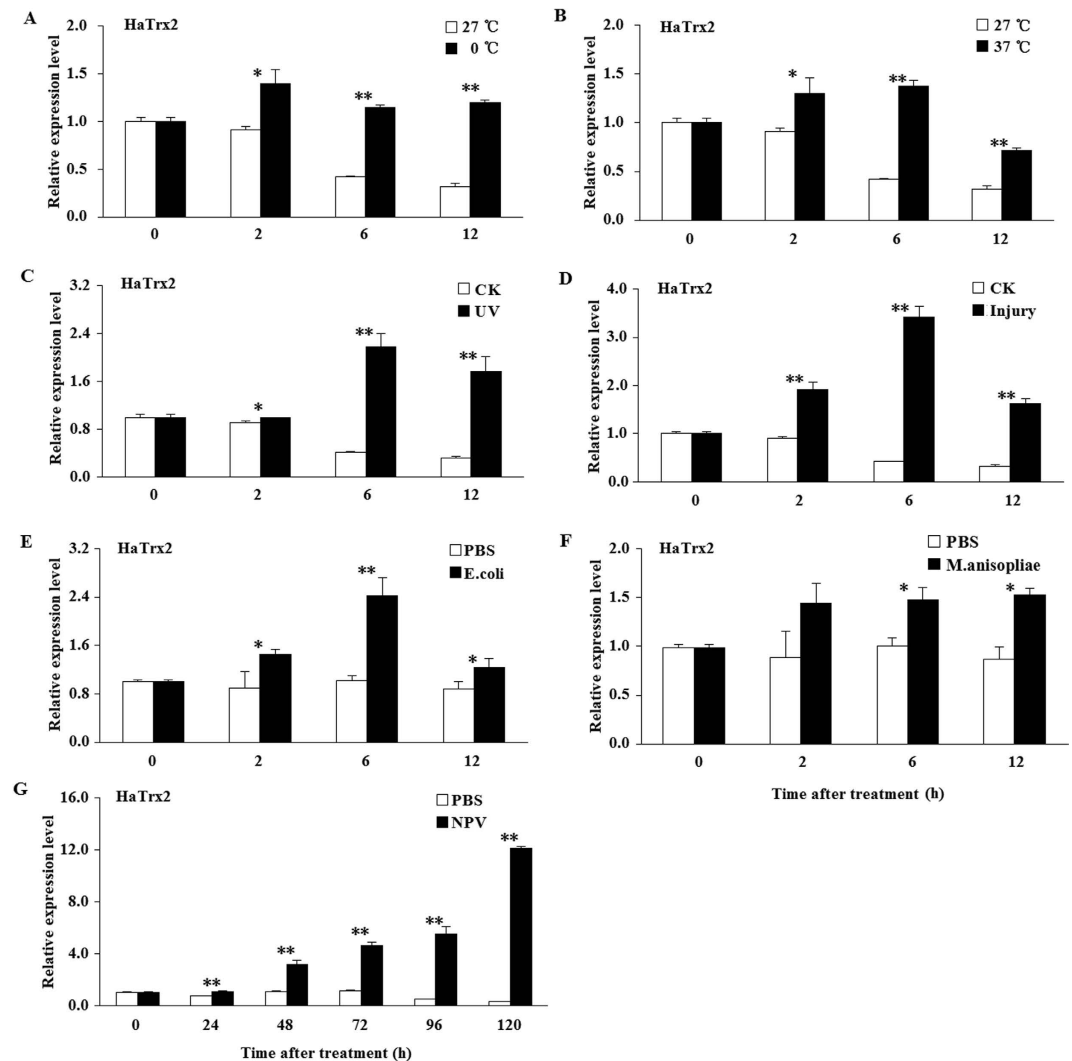 A
HaTrx2
27 ℃
0 ℃
Relative expression level
2.0
1.5
1.0
0.5
0.0
*
**
**
0 2 6 12
B
HaTrx2
27 ℃
37 ℃
Relative expression level
2.0
1.5
1.0
0.5
0.0
*
**
**
0 2 6 12
C
HaTrx2
CK
UV
Relative expression level
3.2
2.4
1.6
0.8
0.0
*
**
**
0 2 6 12
D
HaTrx2
CK
Injury
Relative expression level
4.0
3.0
2.0
1.0
0.0
**
**
**
0 2 6 12
E
HaTrx2
PBS
E.coli
Relative expression level
3.2
2.4
1.6
0.8
0.0
*
**
*
0 2 6 12
F
HaTrx2
PBS
M.anisopliae
Relative expression level
2.0
1.5
1.0
0.5
0.0
*
*
0 2 6 12
Time after treatment (h)
G
HaTrx2
PBS
NPV
Relative expression level
16.0
12.0
8.0
4.0
0.0
**
**
**
**
**
0 24 48 72 96 120
Time after treatment (h)